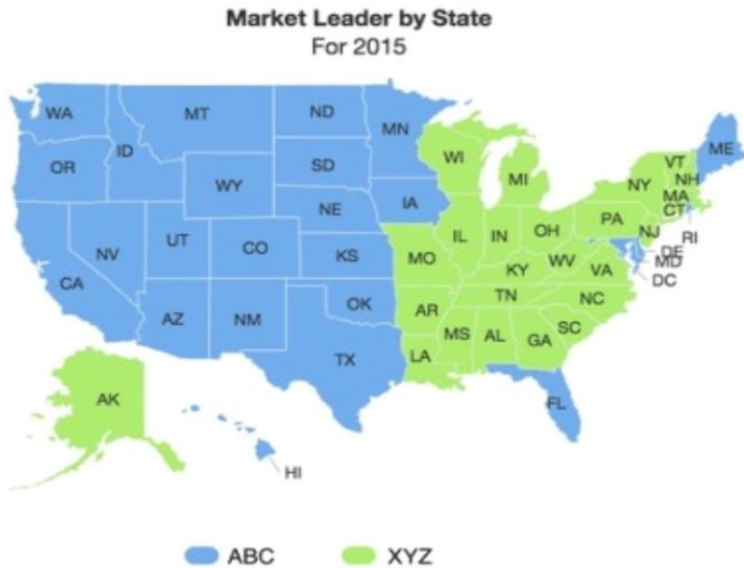 Market Leader by State
For 2015
WA
MT
ND
MN
ME
VT
NH
WI
ID
OR
SD
MI
NY
MA
WY
CT
IA
NE
PA
NJ
RI
OH
IL
IN
UT
NV
CO
DE
MD
KS
MO
WV
KY
VA
DC
CA
TN
NC
OK
AR
AZ
NM
SC
MS
AL
GA
LA
TX
AK
FL
HI
ABC
XYZ